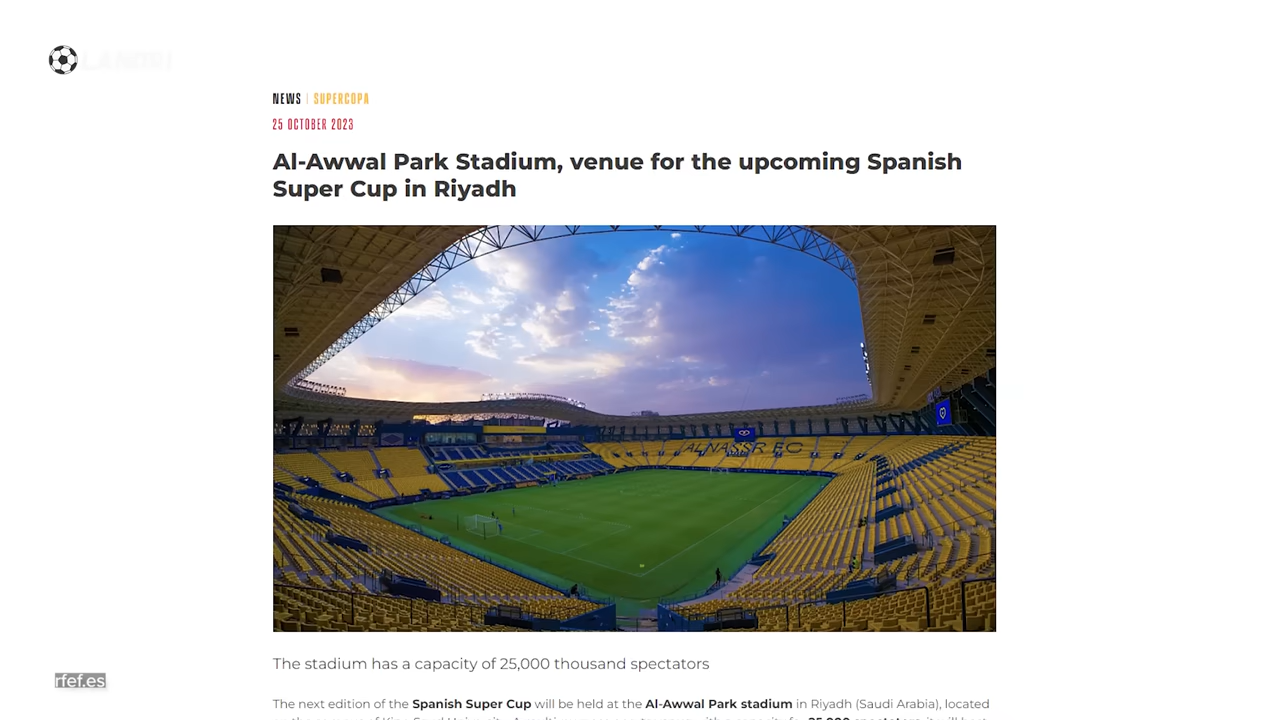 NEWS | SUPERCOPA
25 OCTOBER 2023
Al-Awwal Park Stadium, venue for the upcoming Spanish
Super Cup in Riyadh
ALNASSR FC
The stadium has a capacity of 25,000 thousand spectators
The next edition of the Spanish Super Cup will be held at the Al-Awwal Park stadium in Riyadh (Saudi Arabia), located
rfef.es